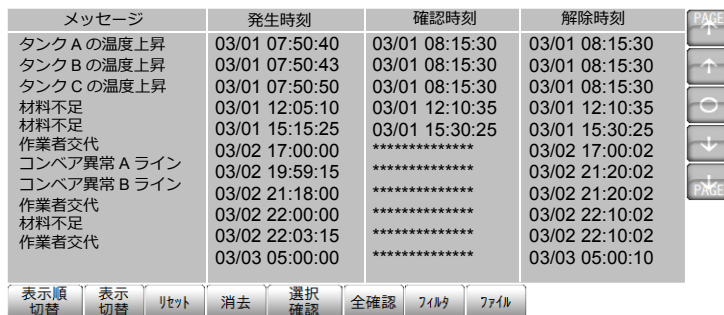 メッセージ 発生時刻 確認時刻 解除時刻
タンク A の温度上昇 03/01 07:50:40 03/01 08:15:30 03/01 08:15:30
タンク B の温度上昇 03/01 07:50:43 03/01 08:15:30 03/01 08:15:30
タンク C の温度上昇 03/01 07:50:50 03/01 08:15:30 03/01 08:15:30
材料不足 03/01 12:05:10 03/01 12:10:35 03/01 12:10:35
材料不足 03/01 15:15:25 03/01 15:30:25 03/01 15:30:25
作業者交代 03/02 17:00:00 ************** 03/02 17:00:02
コンベア異常 A ライン 03/02 19:59:15 ************** 03/02 21:20:02
コンベア異常 B ライン 03/02 21:18:00 ************** 03/02 21:20:02
作業者交代 03/02 22:00:00 ************** 03/02 22:10:02
材料不足 03/02 22:03:15 ************** 03/02 22:10:02
作業者交代 03/03 05:00:00 ************** 03/03 05:00:10
PAGE
PAGE
表示順切替 表示切替 ﾘｾｯﾄ 消去 選択確認 全確認 ﾌｨﾙﾀ ﾌｧｲﾙ